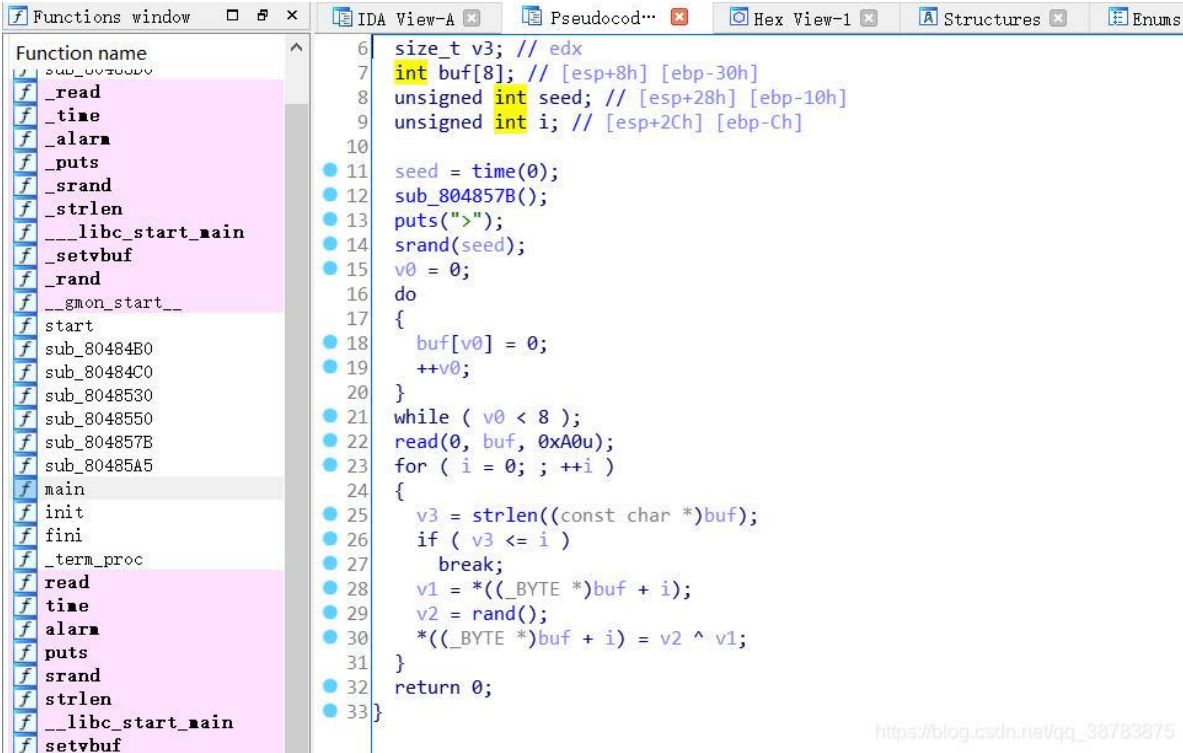 Functions window
IDA View-A
Pseudocod…
Hex View-1
Structures
Enums
Function name
_read
_time
_alarm
_puts
_srand
_strlen
___libc_start_main
_setvbuf
_rand
__gmon_start__
start
sub_80484B0
sub_80484C0
sub_8048530
sub_8048550
sub_804857B
sub_80485A5
main
init
fini
_term_proc
read
time
alarm
puts
srand
strlen
__libc_start_main
setvbuf
6 size_t v3; // edx
7 int buf[8]; // [esp+8h] [ebp-30h]
8 unsigned int seed; // [esp+28h] [ebp-10h]
9 unsigned int i; // [esp+2Ch] [ebp-Ch]
10
11 seed = time(0);
12 sub_804857B();
13 puts(">");
14 srand(seed);
15 v0 = 0;
16 do
17 {
18 buf[v0] = 0;
19 ++v0;
20 }
21 while ( v0 < 8 );
22 read(0, buf, 0xA0u);
23 for ( i = 0; ; ++i )
24 {
25 v3 = strlen((const char *)buf);
26 if ( v3 <= i )
27 break;
28 v1 = *((_BYTE *)buf + i);
29 v2 = rand();
30 *((_BYTE *)buf + i) = v2 ^ v1;
31 }
32 return 0;
33 }
https://blog.csdn.net/qq_38783875